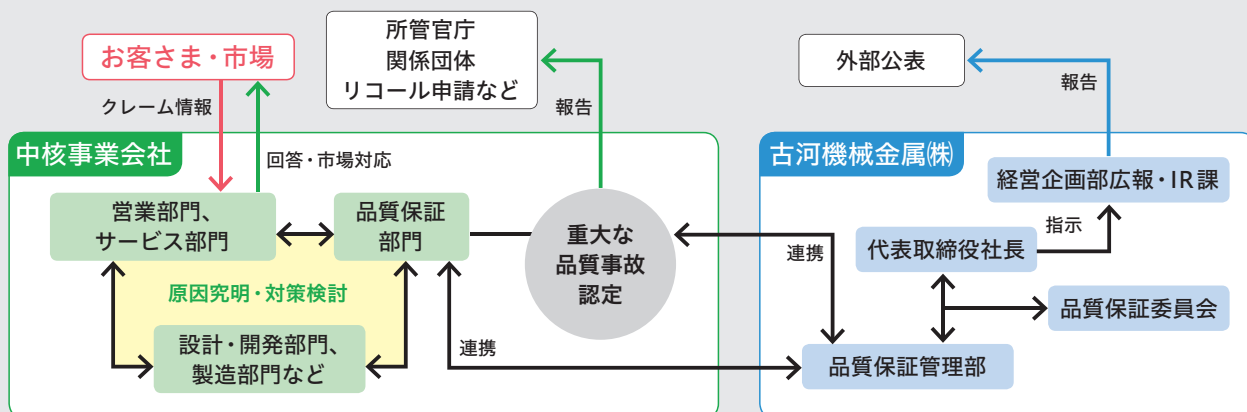 お客さま・市場
所管官庁
関係団体
リコール申請など
外部公表
クレーム情報
報告
報告
中核事業会社
回答・市場対応
古河機械金属㈱
経営企画部広報・IR課
営業部門、
サービス部門
品質保証
部門
重大な
品質事故
認定
指示
連携
代表取締役社長
原因究明・対策検討
品質保証委員会
設計・開発部門、
製造部門など
連携
品質保証管理部